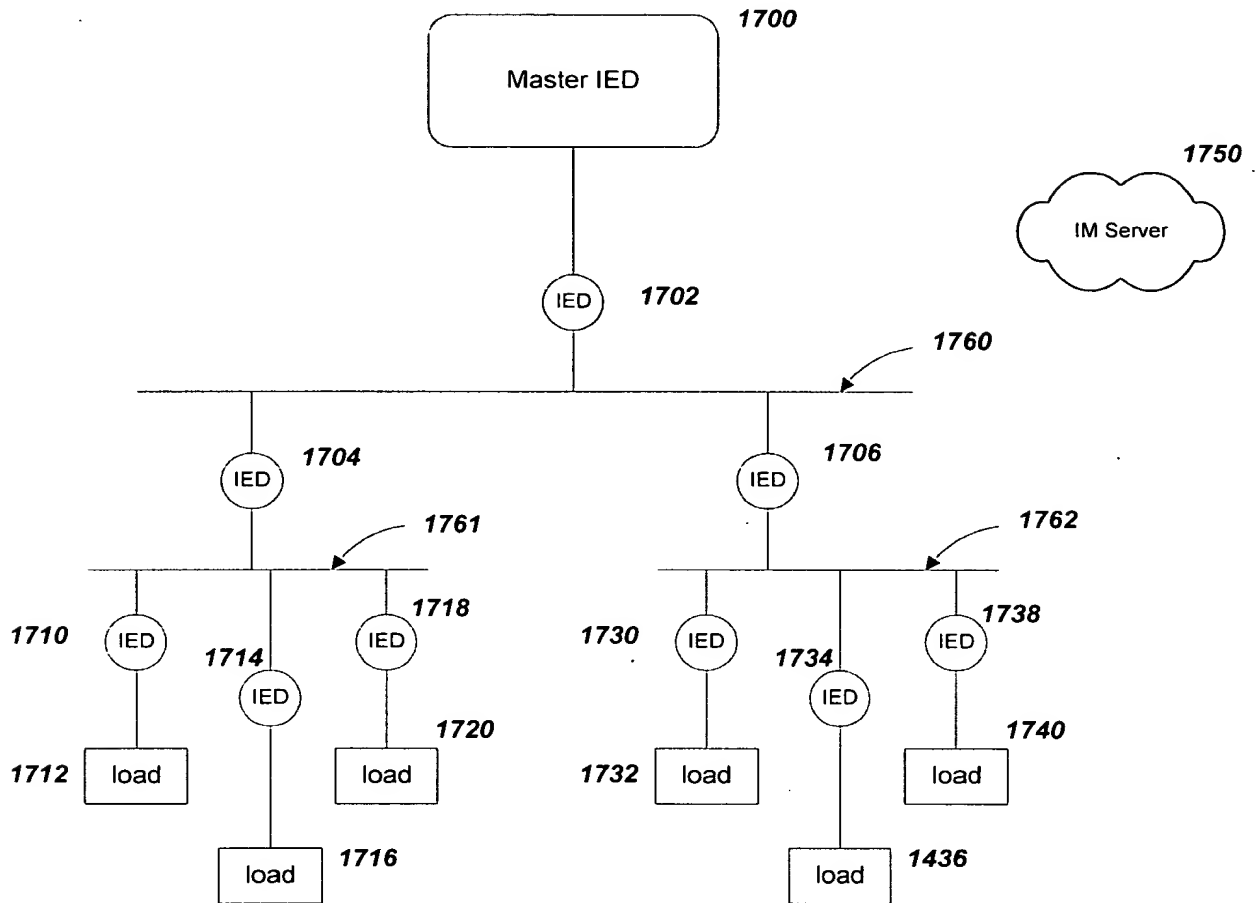 1700
Master IED
1750
IM Server
IED 1702
1760
1704 1706
IED IED
1761 1762
1710 IED 1718 IED 1730 IED 1738 IED
1714 IED 1734 IED
1720 1740
1712 load load 1732 load load
load 1716 load 1436